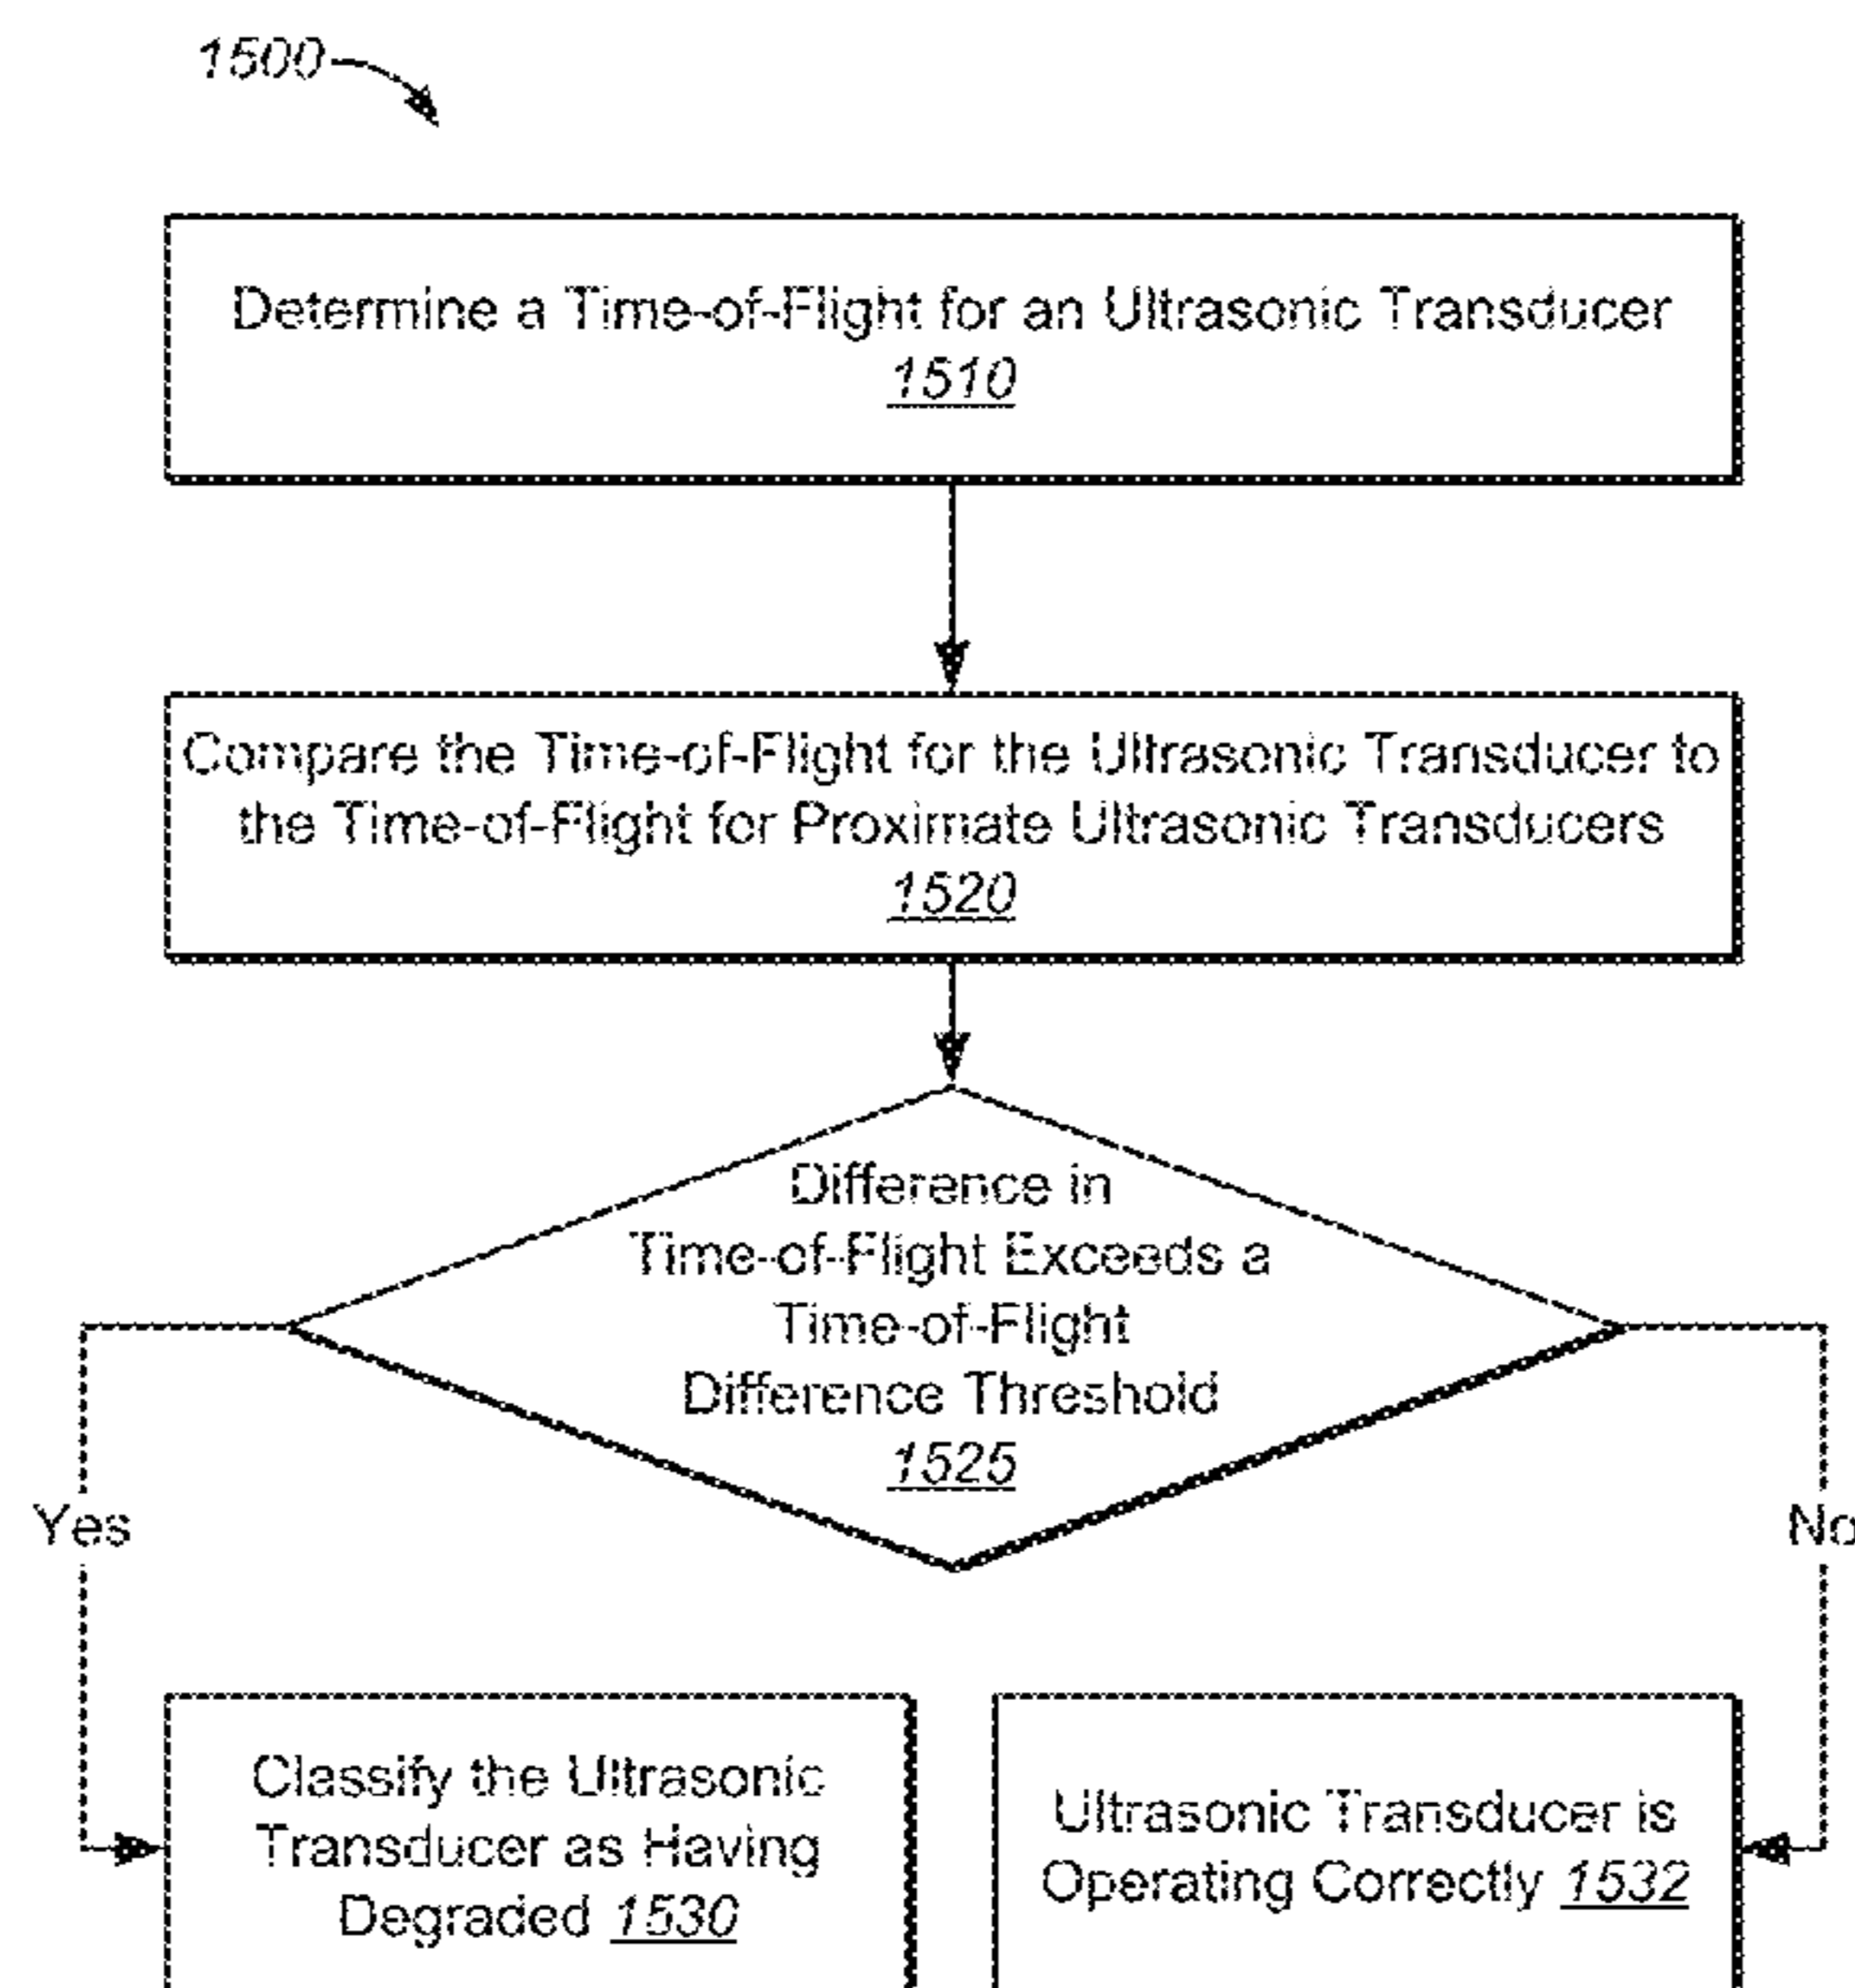 1500
Determine a Time-of-Flight for an Ultrasonic Transducer
1510
Compare the Time-of-Flight for the Ultrasonic Transducer to
the Time-of-Flight for Proximate Ultrasonic Transducers
1520
Difference in
Time-of-Flight Exceeds a
Time-of-Flight
Difference Threshold
1525
Yes
No
Classify the Ultrasonic
Transducer as Having
Degraded 1530
Ultrasonic Transducer is
Operating Correctly 1532